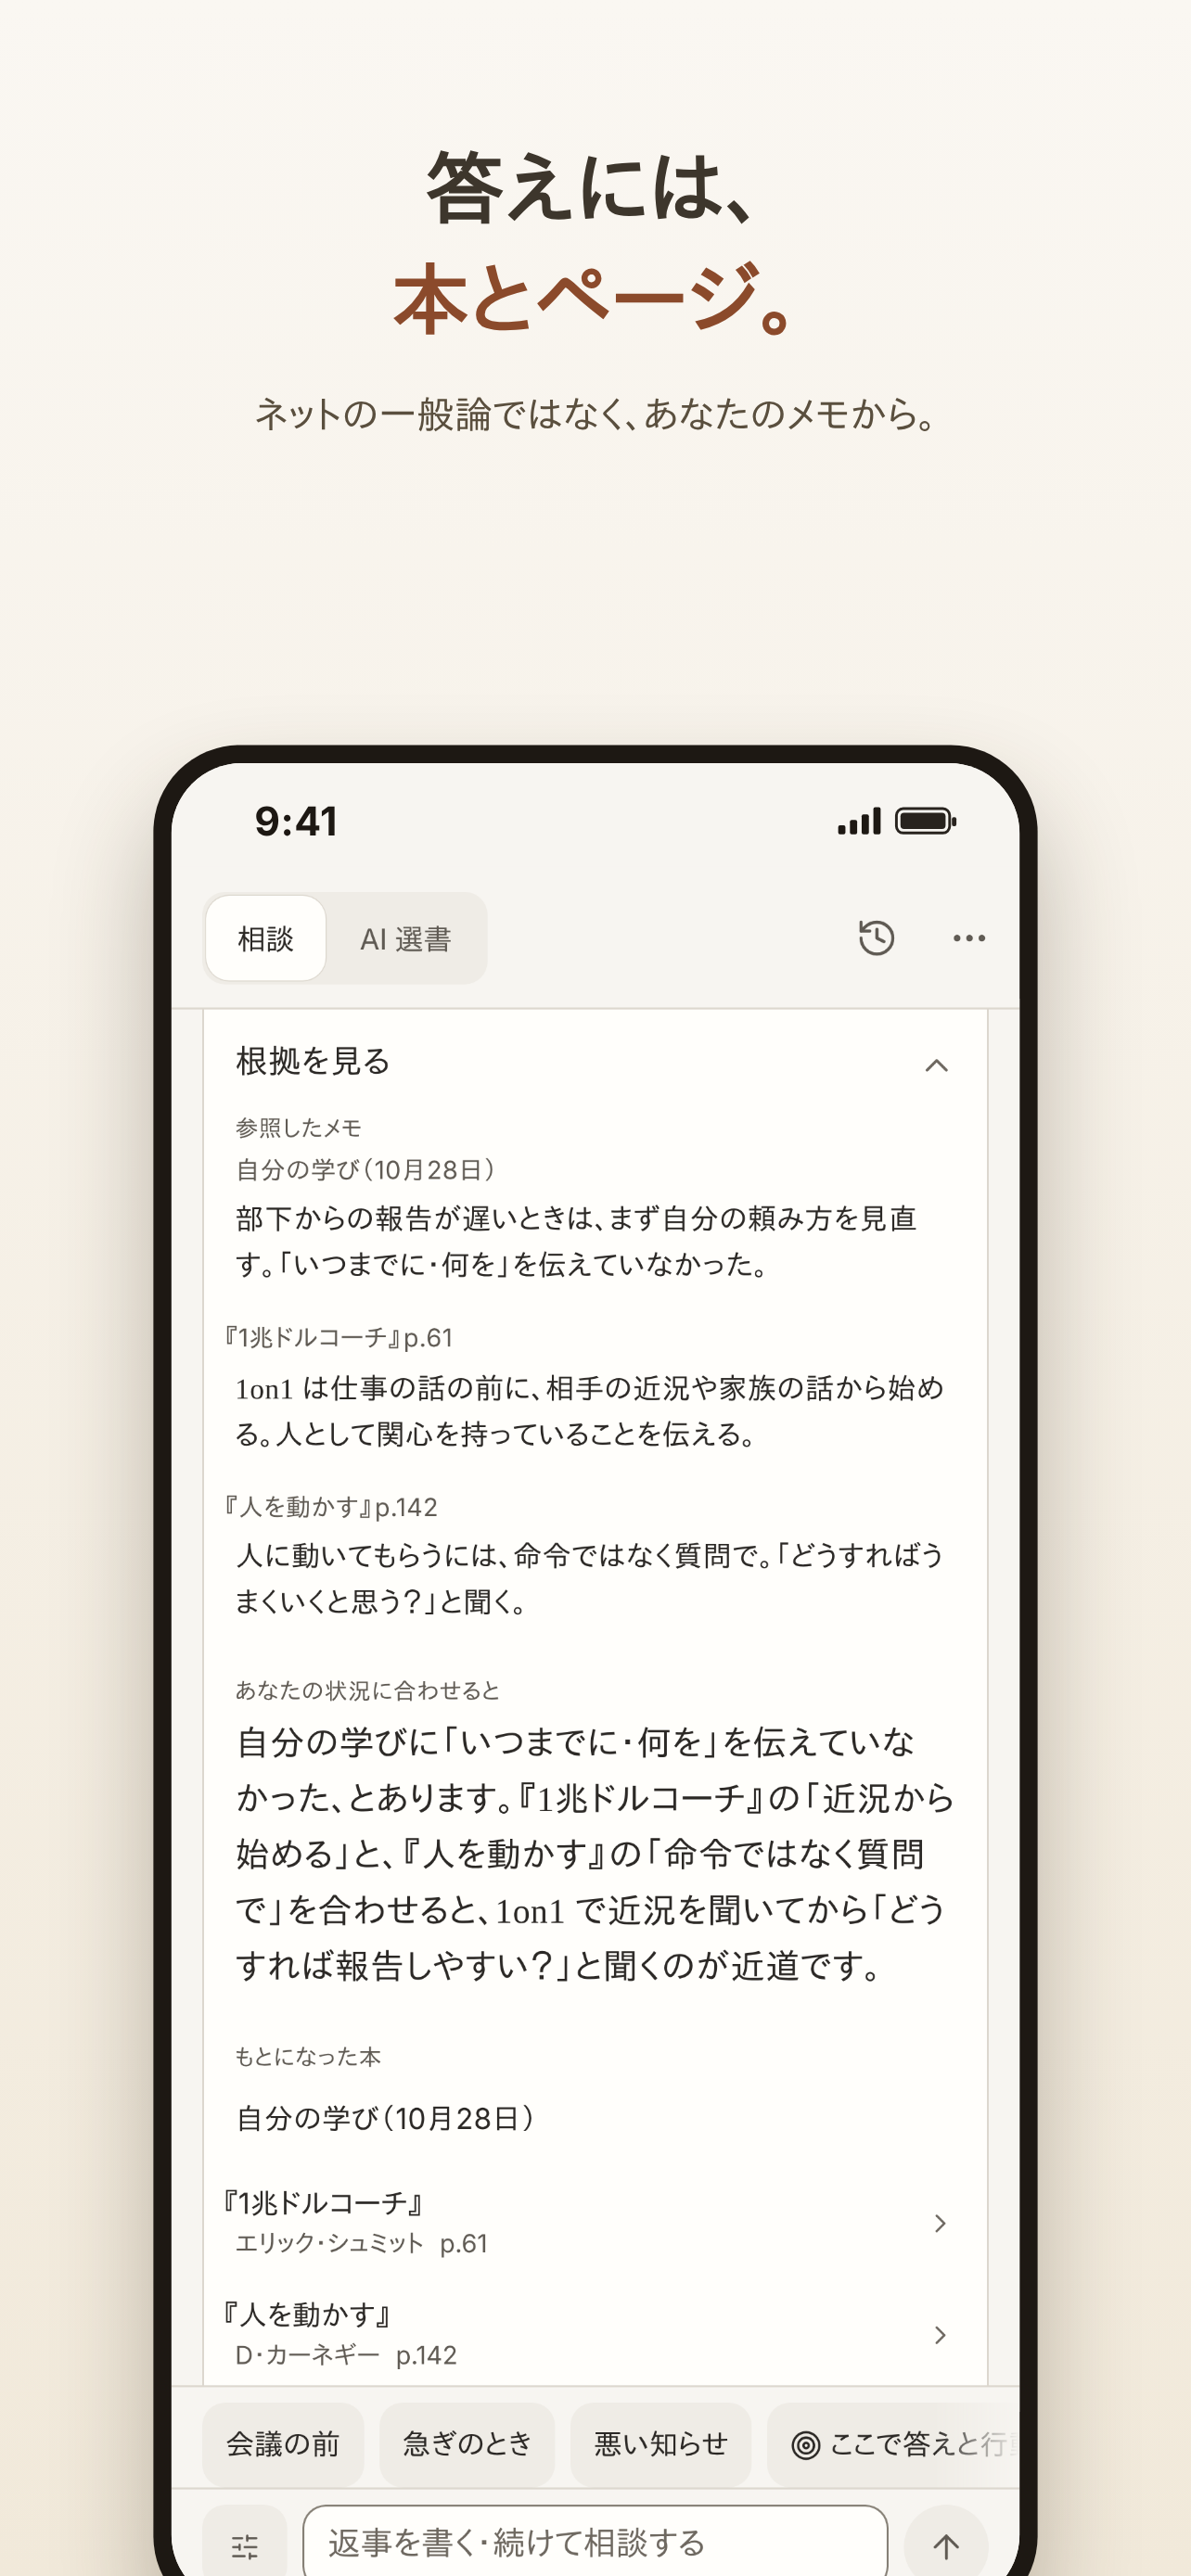 答えには、
本とページ。
ネットの一般論ではなく、あなたのメモから。
9:41
相談
AI 選書
根拠を見る
参照したメモ
自分の学び（10月28日）
部下からの報告が遅いときは、まず自分の頼み方を見直
す。「いつまでに・何を」を伝えていなかった。
『1兆ドルコーチ』p.61
1on1 は仕事の話の前に、相手の近況や家族の話から始め
る。人として関心を持っていることを伝える。
『人を動かす』p.142
人に動いてもらうには、命令ではなく質問で。「どうすればう
まくいくと思う？」と聞く。
あなたの状況に合わせると
自分の学びに「いつまでに・何を」を伝えていな
かった、とあります。『1兆ドルコーチ』の「近況から
始める」と、『人を動かす』の「命令ではなく質問
で」を合わせると、1on1 で近況を聞いてから「どう
すれば報告しやすい？」と聞くのが近道です。
もとになった本
自分の学び（10月28日）
『1兆ドルコーチ』
エリック・シュミット p.61
『人を動かす』
D・カーネギー p.142
会議の前
急ぎのとき
悪い知らせ
ここで答えと行
返事を書く・続けて相談する